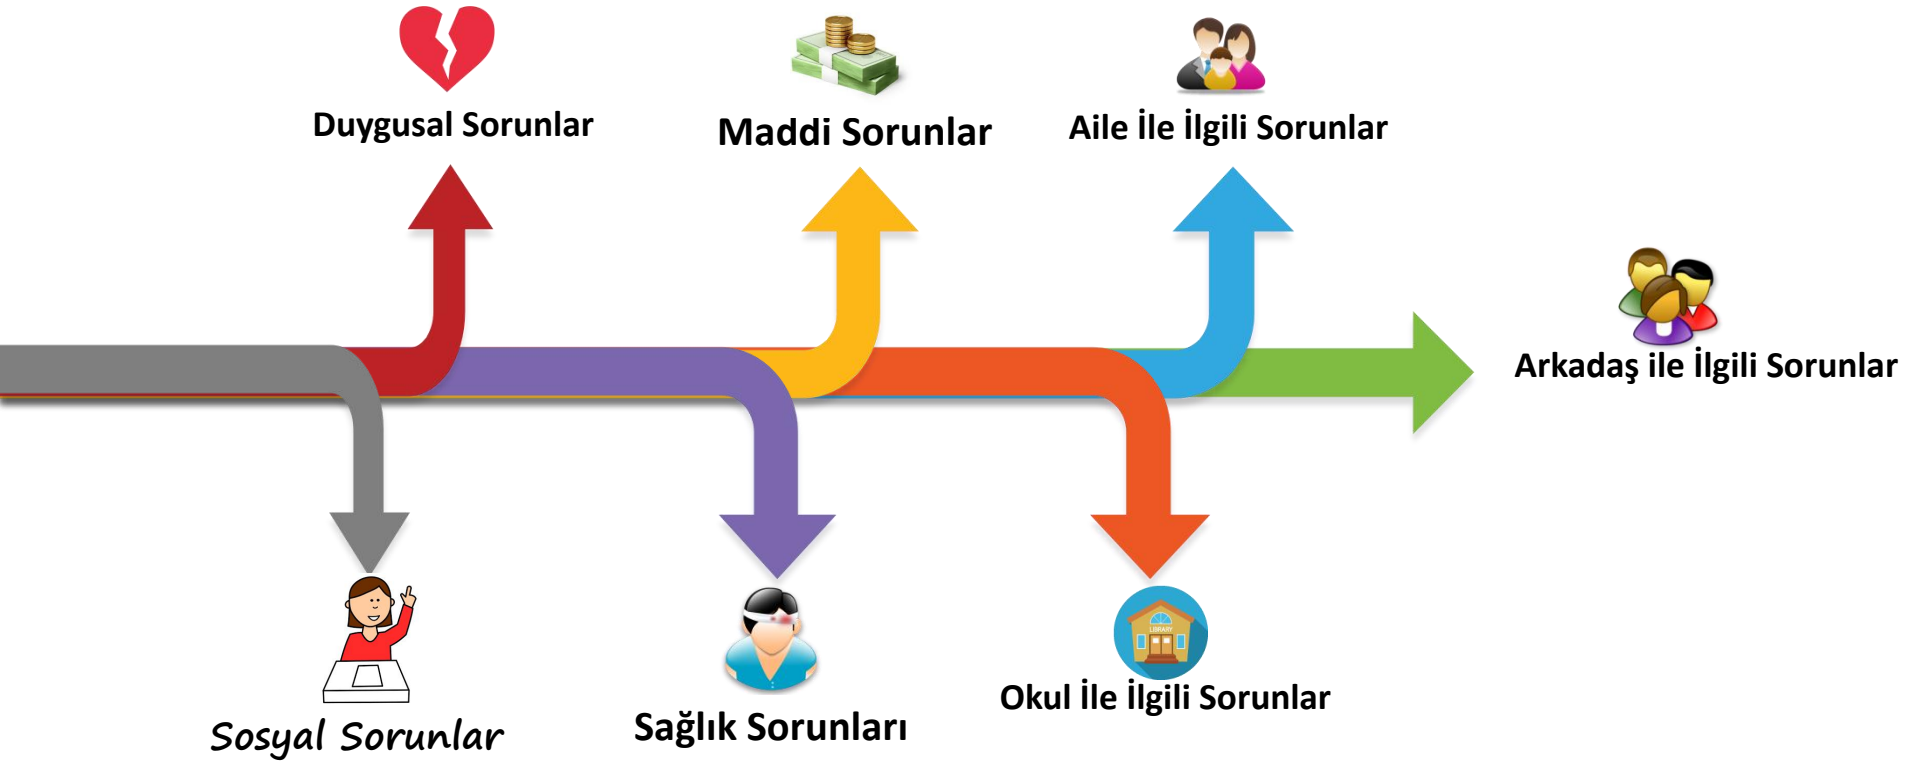 Duygusal Sorunlar
Maddi Sorunlar
Aile İle İlgili Sorunlar
Arkadaş ile İlgili Sorunlar
LIBRARY
Okul İle İlgili Sorunlar
Sağlık Sorunları
Sosyal Sorunlar